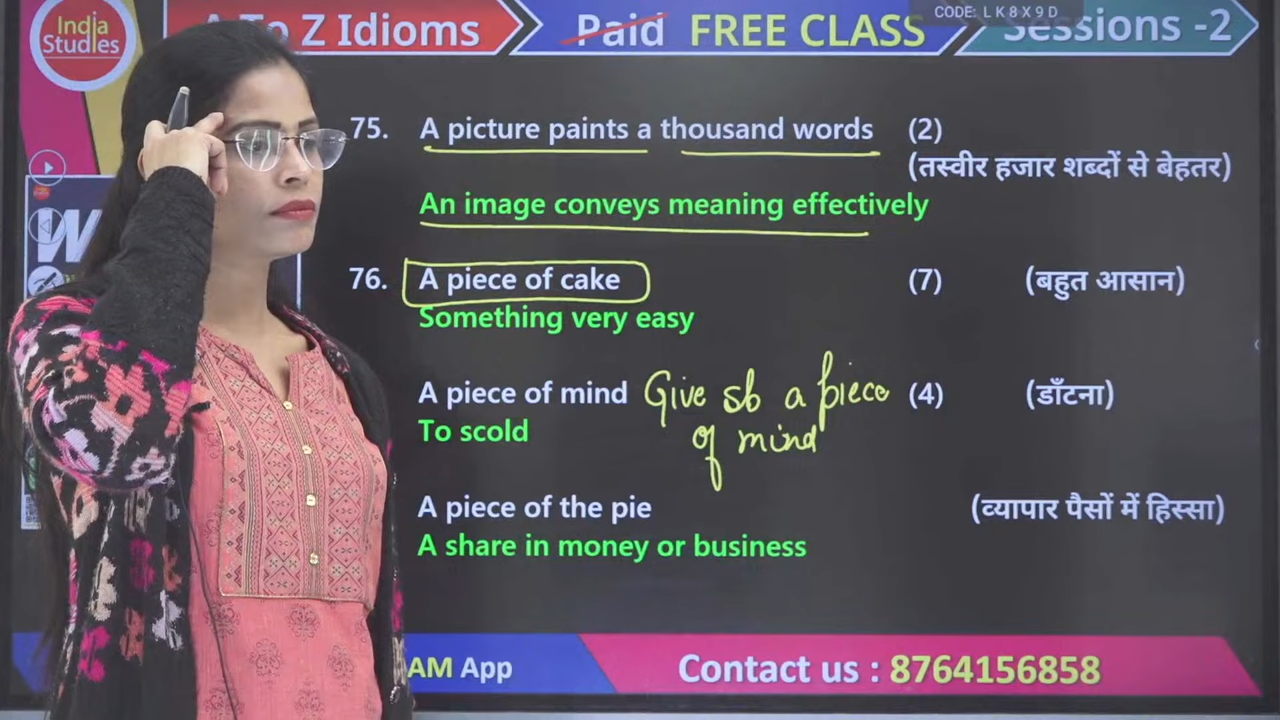 India
Studies
A To Z Idioms
Paid FREE CLASS
CODE: LK8X9D
Sessions -2
75. A picture paints a thousand words (2)
(तस्वीर हजार शब्दों से बेहतर)
An image conveys meaning effectively
76. A piece of cake (7) (बहुत आसान)
Something very easy
A piece of mind Give sb a piece (4) (डाँटना)
of mind
To scold
A piece of the pie (व्यापार पैसों में हिस्सा)
A share in money or business
AM App
Contact us : 8764156858